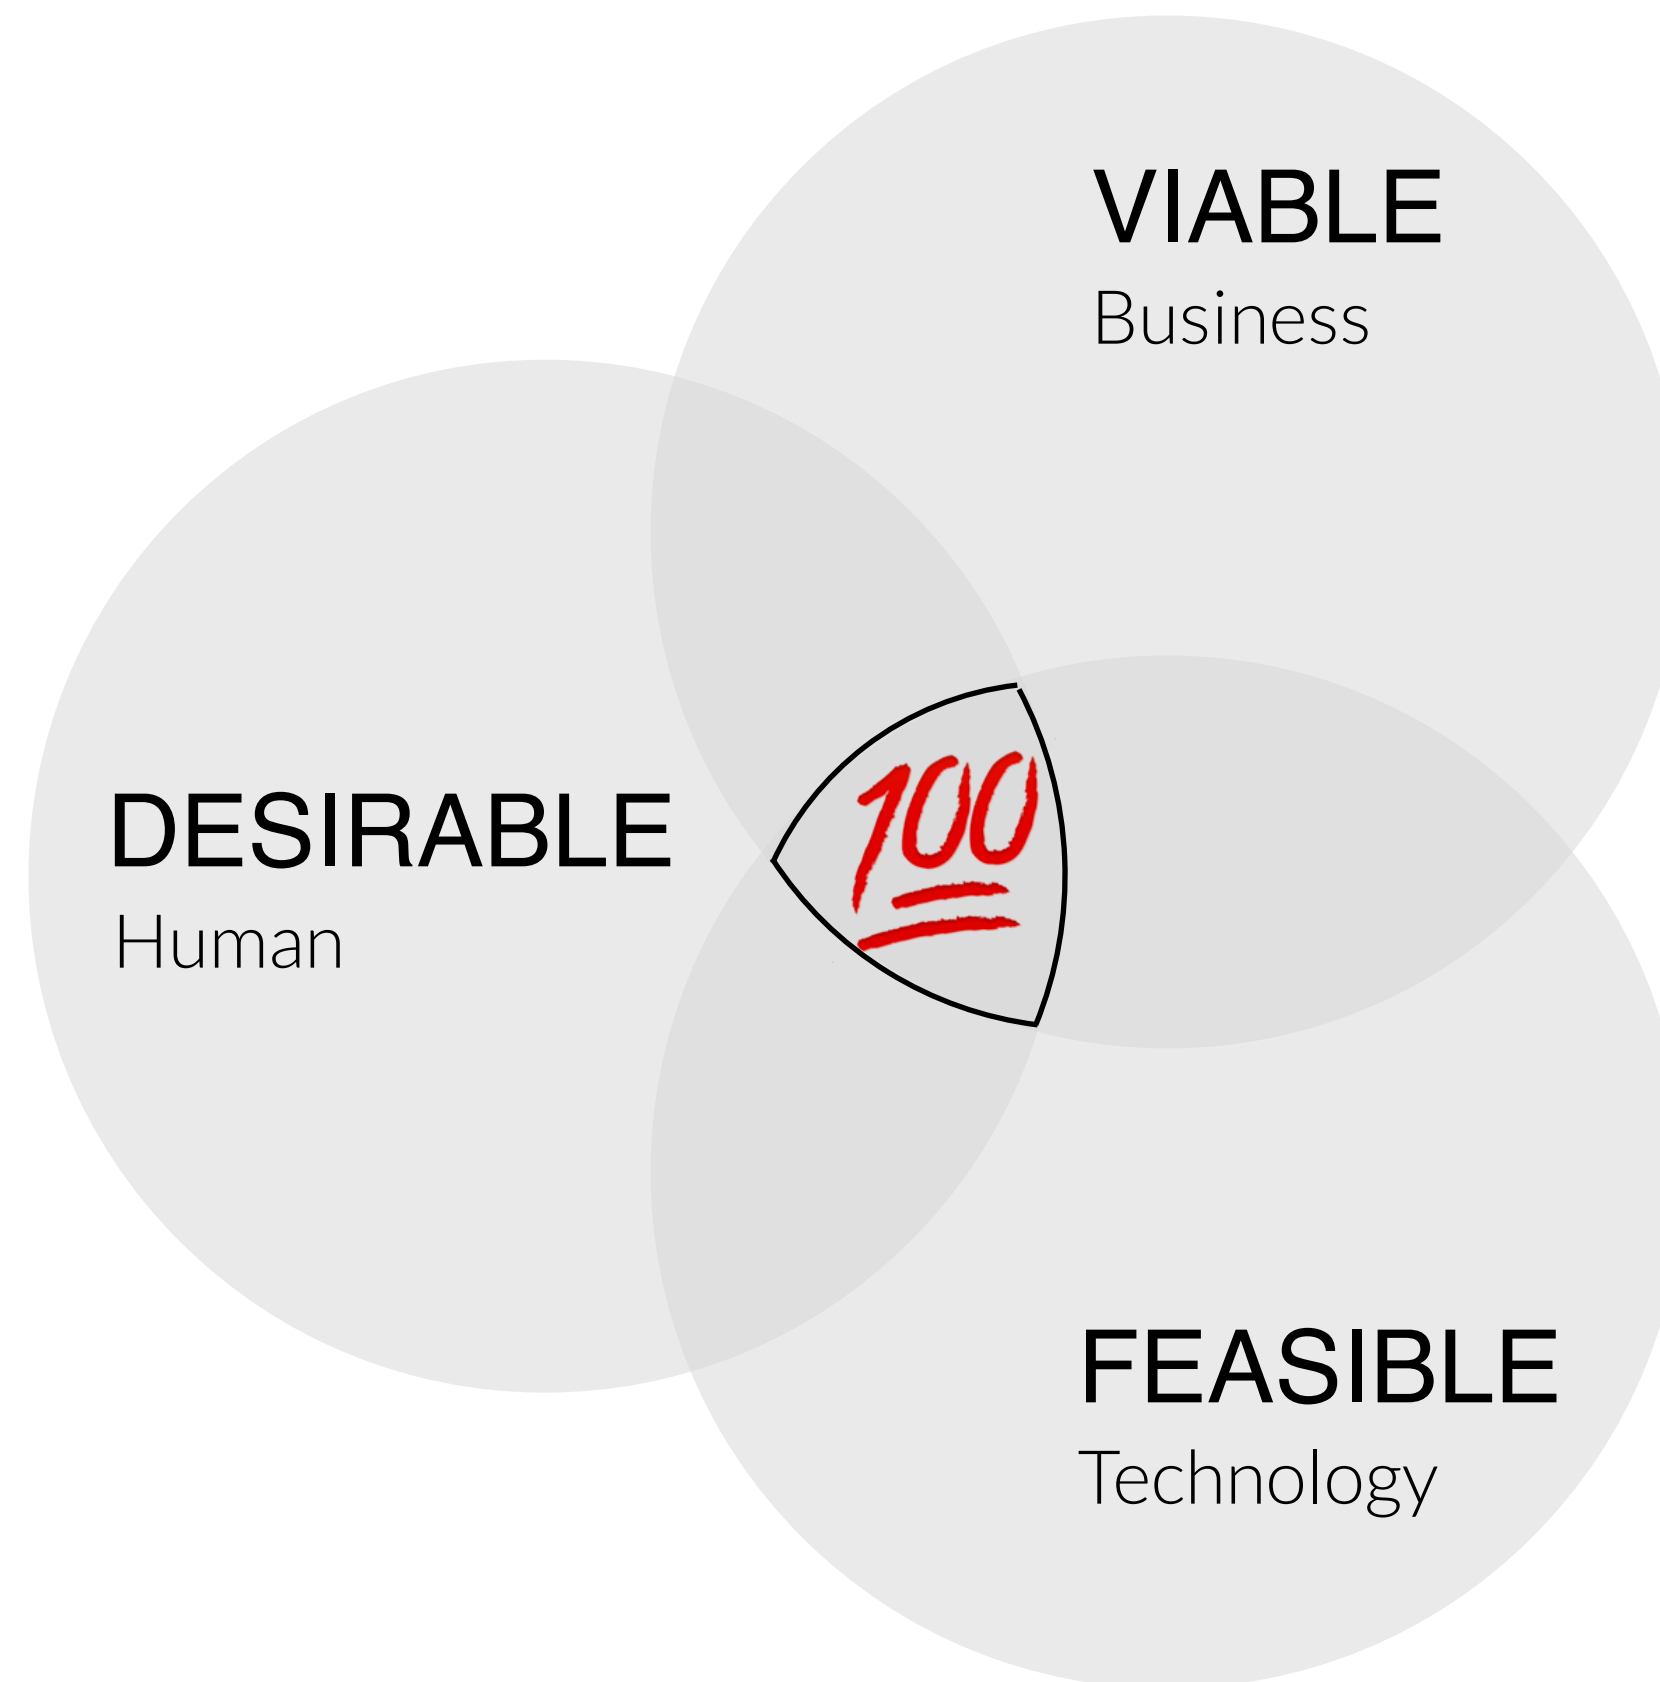 VIABLE
Business
DESIRABLE
Human
100
FEASIBLE
Technology